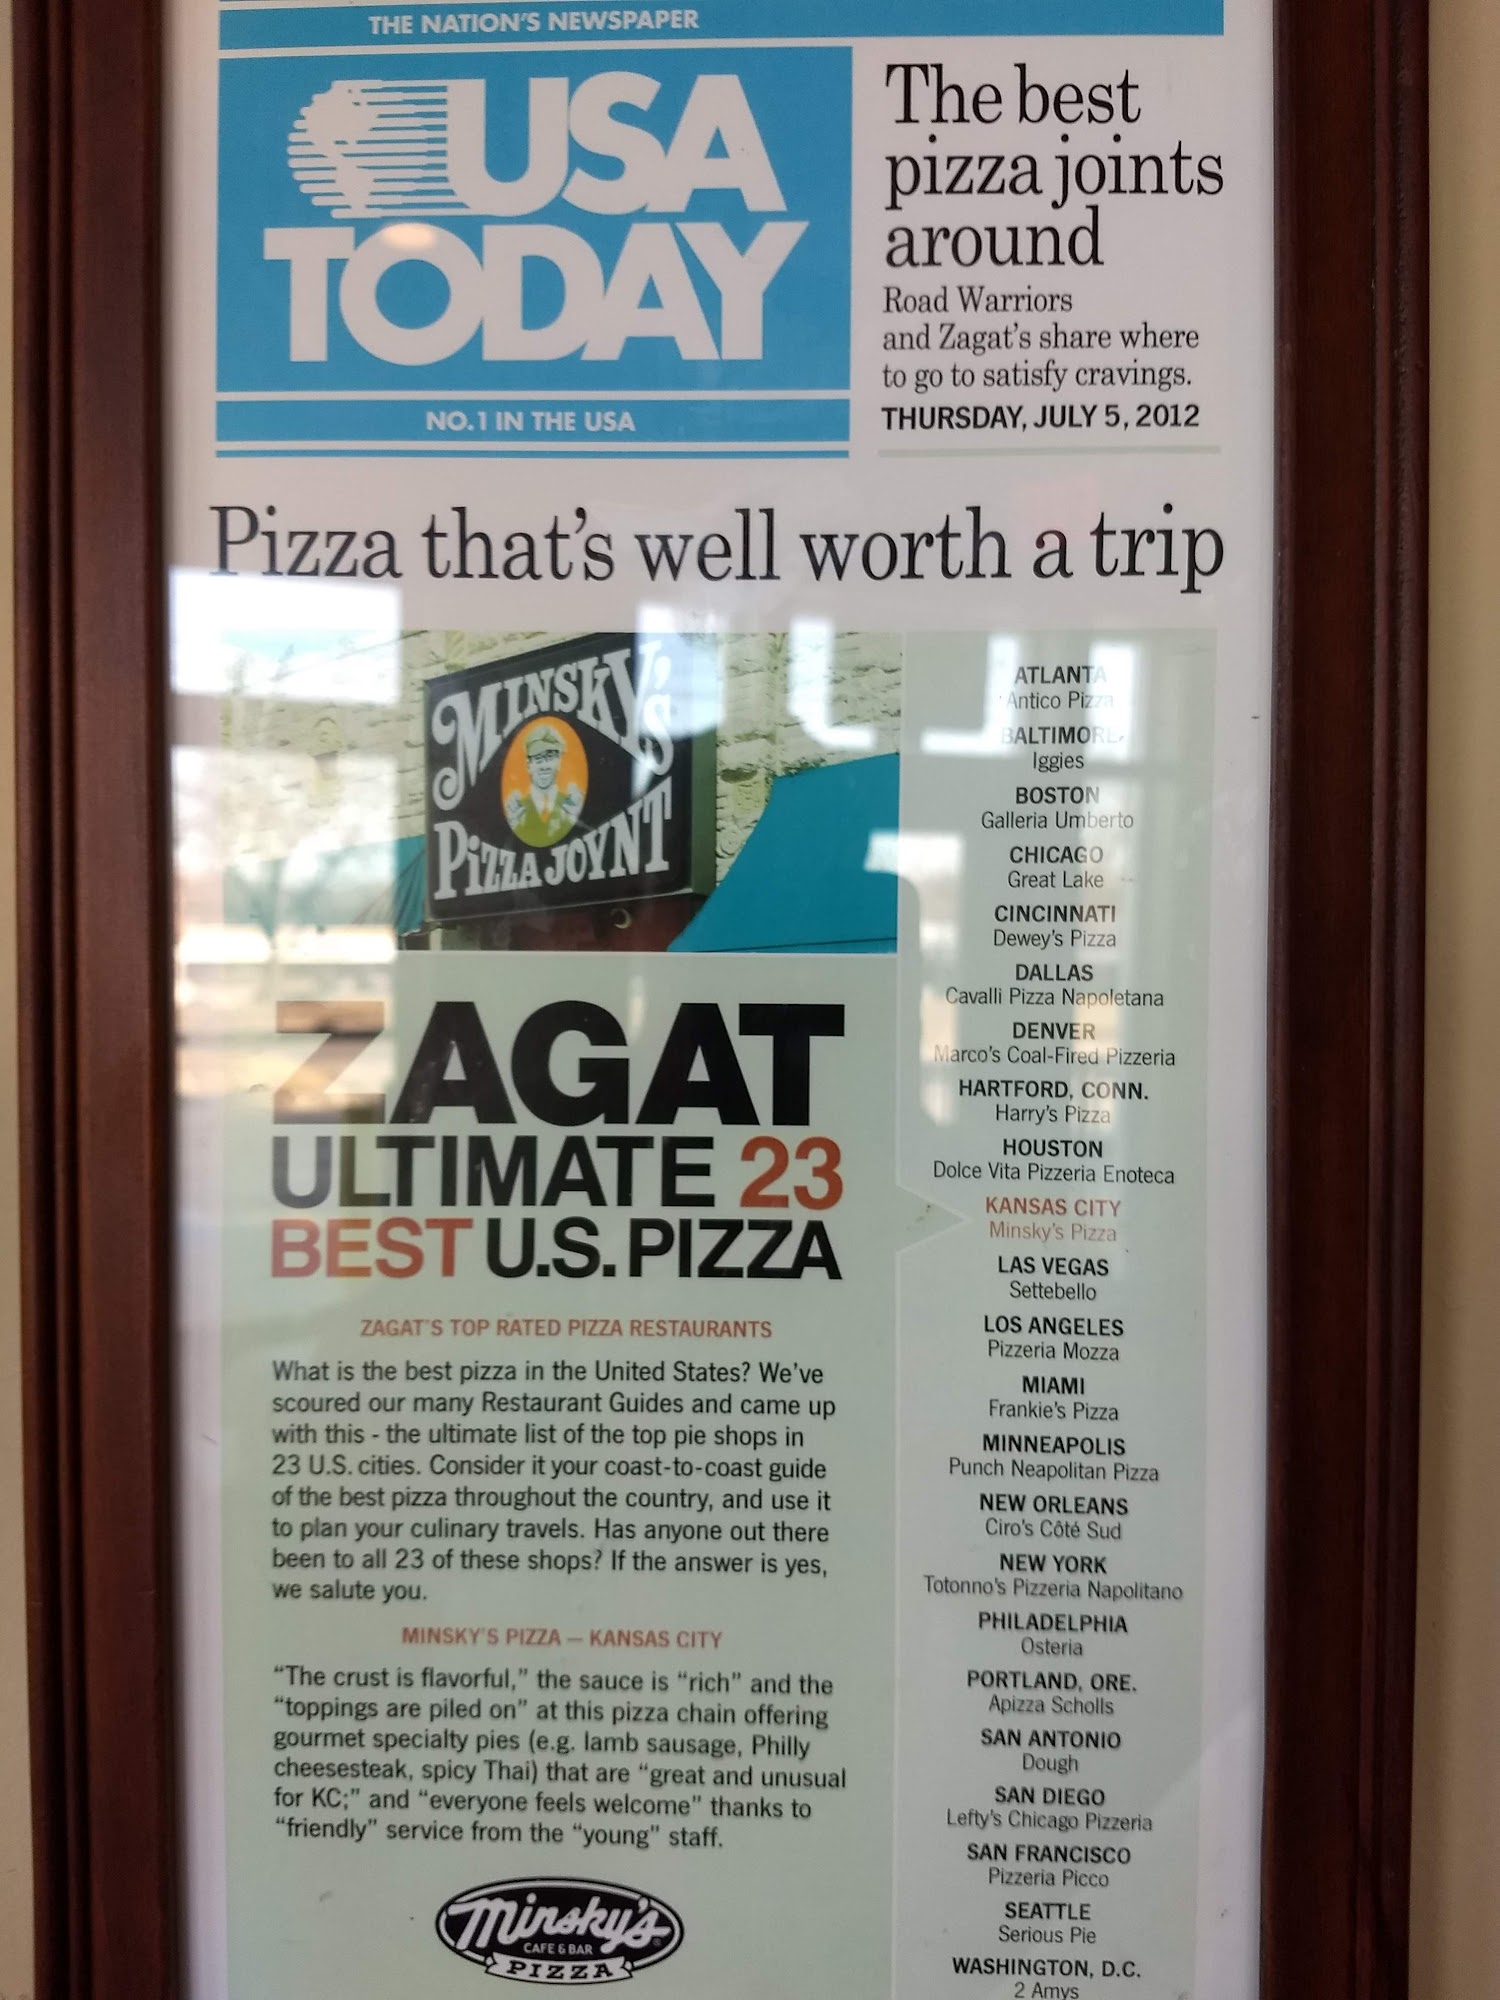 THE NATION'S NEWSPAPER
USA
TODAY
NO.1 IN THE USA
The best
pizza joints
around
Road Warriors
and Zagat's share where
to go to satisfy cravings.
THURSDAY, JULY 5, 2012
Pizza that's well worth a trip
MINSKY'S
PIZZA JOYNT
ZAGAT
ULTIMATE 23
BEST U.S. PIZZA
ZAGAT'S TOP RATED PIZZA RESTAURANTS
What is the best pizza in the United States? We've
scoured our many Restaurant Guides and came up
with this - the ultimate list of the top pie shops in
23 U.S. cities. Consider it your coast-to-coast guide
of the best pizza throughout the country, and use it
to plan your culinary travels. Has anyone out there
been to all 23 of these shops? If the answer is yes,
we salute you.
MINSKY'S PIZZA – KANSAS CITY
"The crust is flavorful," the sauce is "rich" and the
"toppings are piled on" at this pizza chain offering
gourmet specialty pies (e.g. lamb sausage, Philly
cheesesteak, spicy Thai) that are "great and unusual
for KC;" and "everyone feels welcome" thanks to
"friendly" service from the "young" staff.
Minsky's
CAFE & BAR
PIZZA
ATLANTA
Antico Pizza
BALTIMORE
Iggies
BOSTON
Galleria Umberto
CHICAGO
Great Lake
CINCINNATI
Dewey's Pizza
DALLAS
Cavalli Pizza Napoletana
DENVER
Marco's Coal-Fired Pizzeria
HARTFORD, CONN.
Harry's Pizza
HOUSTON
Dolce Vita Pizzeria Enoteca
KANSAS CITY
Minsky's Pizza
LAS VEGAS
Settebello
LOS ANGELES
Pizzeria Mozza
MIAMI
Frankie's Pizza
MINNEAPOLIS
Punch Neapolitan Pizza
NEW ORLEANS
Ciro's Côté Sud
NEW YORK
Totonno's Pizzeria Napolitano
PHILADELPHIA
Osteria
PORTLAND, ORE.
Apizza Scholls
SAN ANTONIO
Dough
SAN DIEGO
Lefty's Chicago Pizzeria
SAN FRANCISCO
Pizzeria Picco
SEATTLE
Serious Pie
WASHINGTON, D.C.
2 Amys